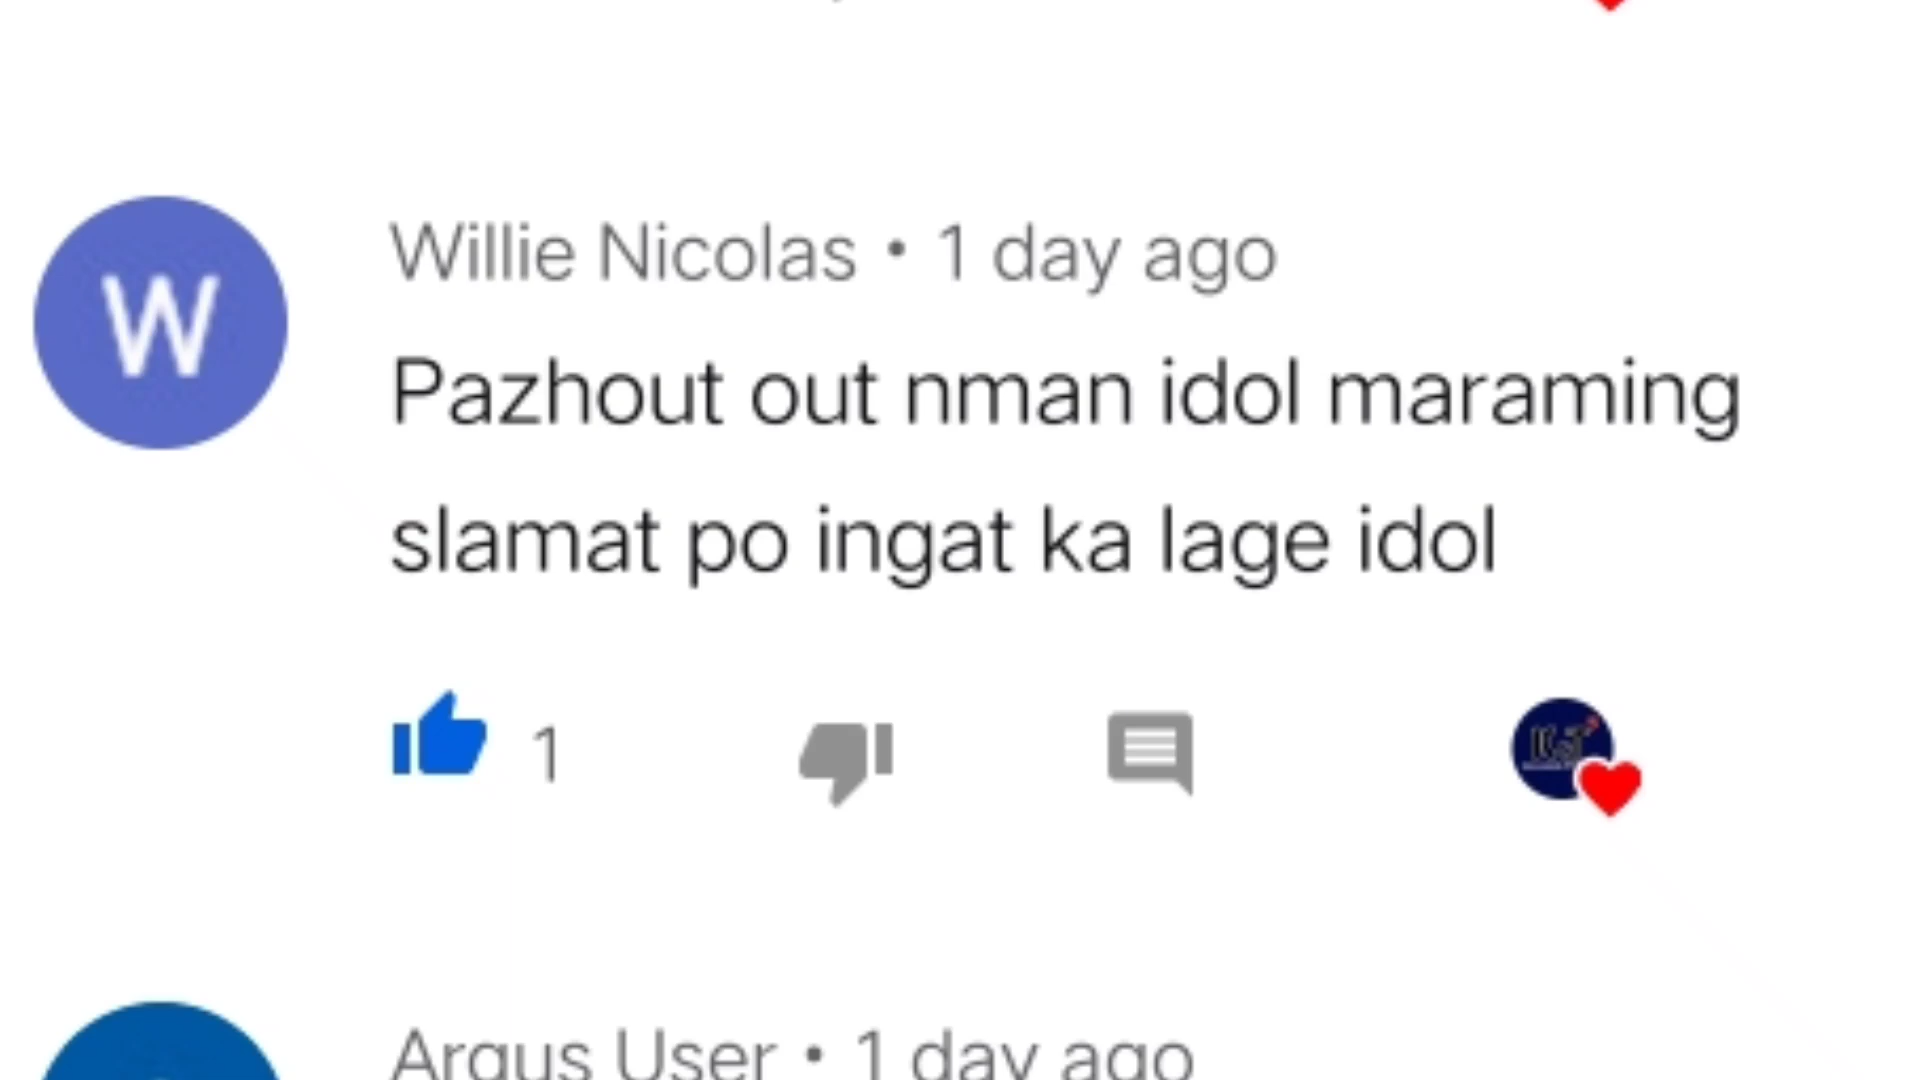 Willie Nicolas • 1 day ago
W
Pazhout out nman idol maraming
slamat po ingat ka lage idol
1
Argus User • 1 day ago